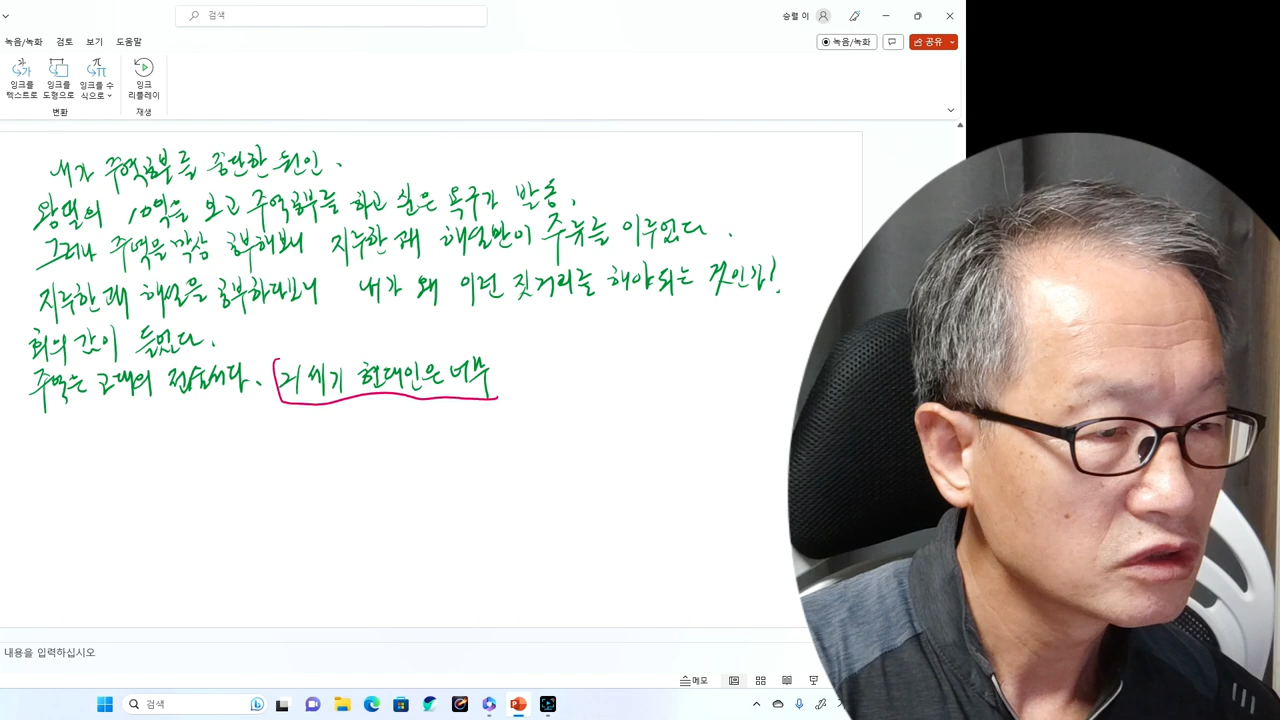 검색
승렬 이
녹음/녹화 검토 보기 도움말
녹음/녹화 공유
잉크를 텍스트로 잉크를 도형으로 잉크를 수식으로 잉크 리플레이
변환 재생
내가 주역공부를 중단한 원인.
왕필의 10억을 보고 주역공부를 하고 싶은 욕구가 발동.
그러나 주역을 막상 공부해보니 지루한 괘 해설만이 주류를 이루었다.
지루한 괘 해설을 공부하다보니 내가 왜 이런 짓거리를 해야되는 것인가!
회의 감이 들었다.
주역는 고대의 점술서다. 21세기 현대인은 너무
내용을 입력하십시오
메모
검색